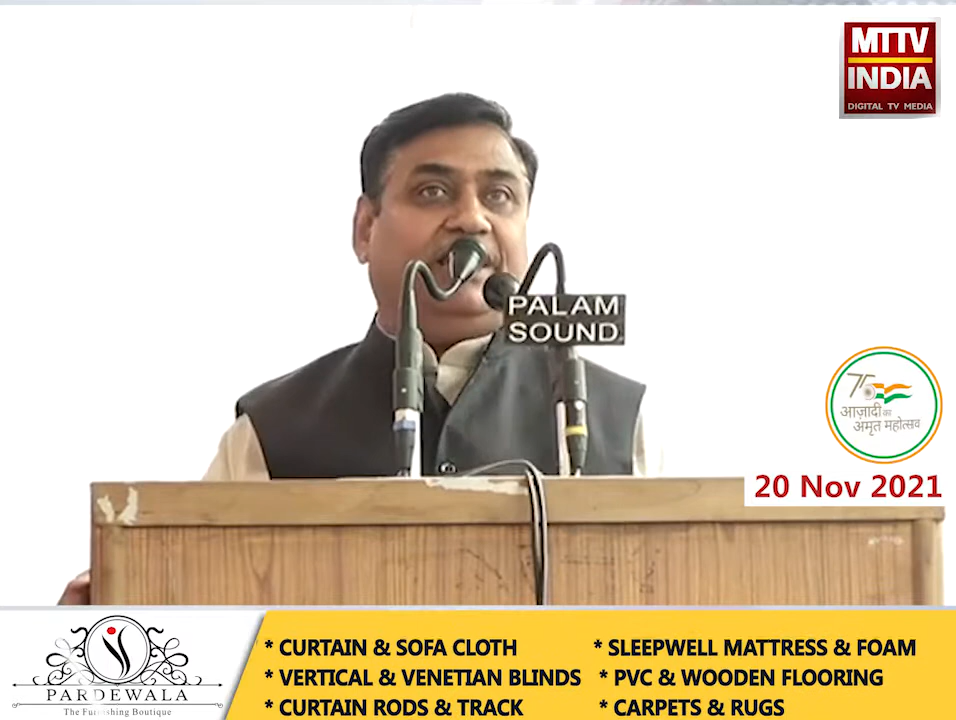 MTTV
INDIA
DIGITAL TV MEDIA
PALAM
SOUND
75
आज़ादी का
अमृत महोत्सव
20 Nov 2021
PARDEWALA
The Furnishing Boutique
* CURTAIN & SOFA CLOTH
* VERTICAL & VENETIAN BLINDS
* CURTAIN RODS & TRACK
* SLEEPWELL MATTRESS & FOAM
* PVC & WOODEN FLOORING
* CARPETS & RUGS